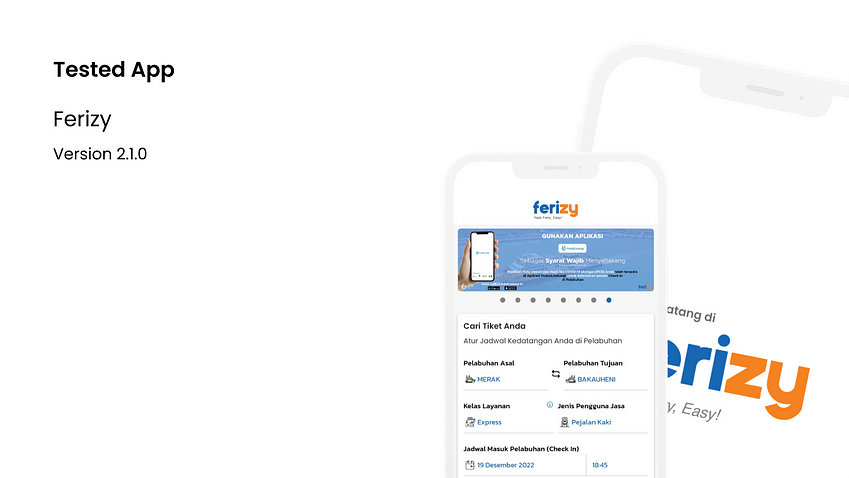 Tested App
Ferizy
Version 2.1.0
ferizy
Naik Ferry, Easy!
GUNAKAN APLIKASI
PeduliLindungi
Sebagai Syarat Wajib Menyeberang
Cari Tiket Anda
Atur Jadwal Kedatangan Anda di Pelabuhan
Pelabuhan Asal
Pelabuhan Tujuan
MERAK
BAKAUHENI
Kelas Layanan
Jenis Pengguna Jasa
Express
Pejalan Kaki
Jadwal Masuk Pelabuhan (Check In)
19 Desember 2022
18:45
atang di
erizy
y, Easy!